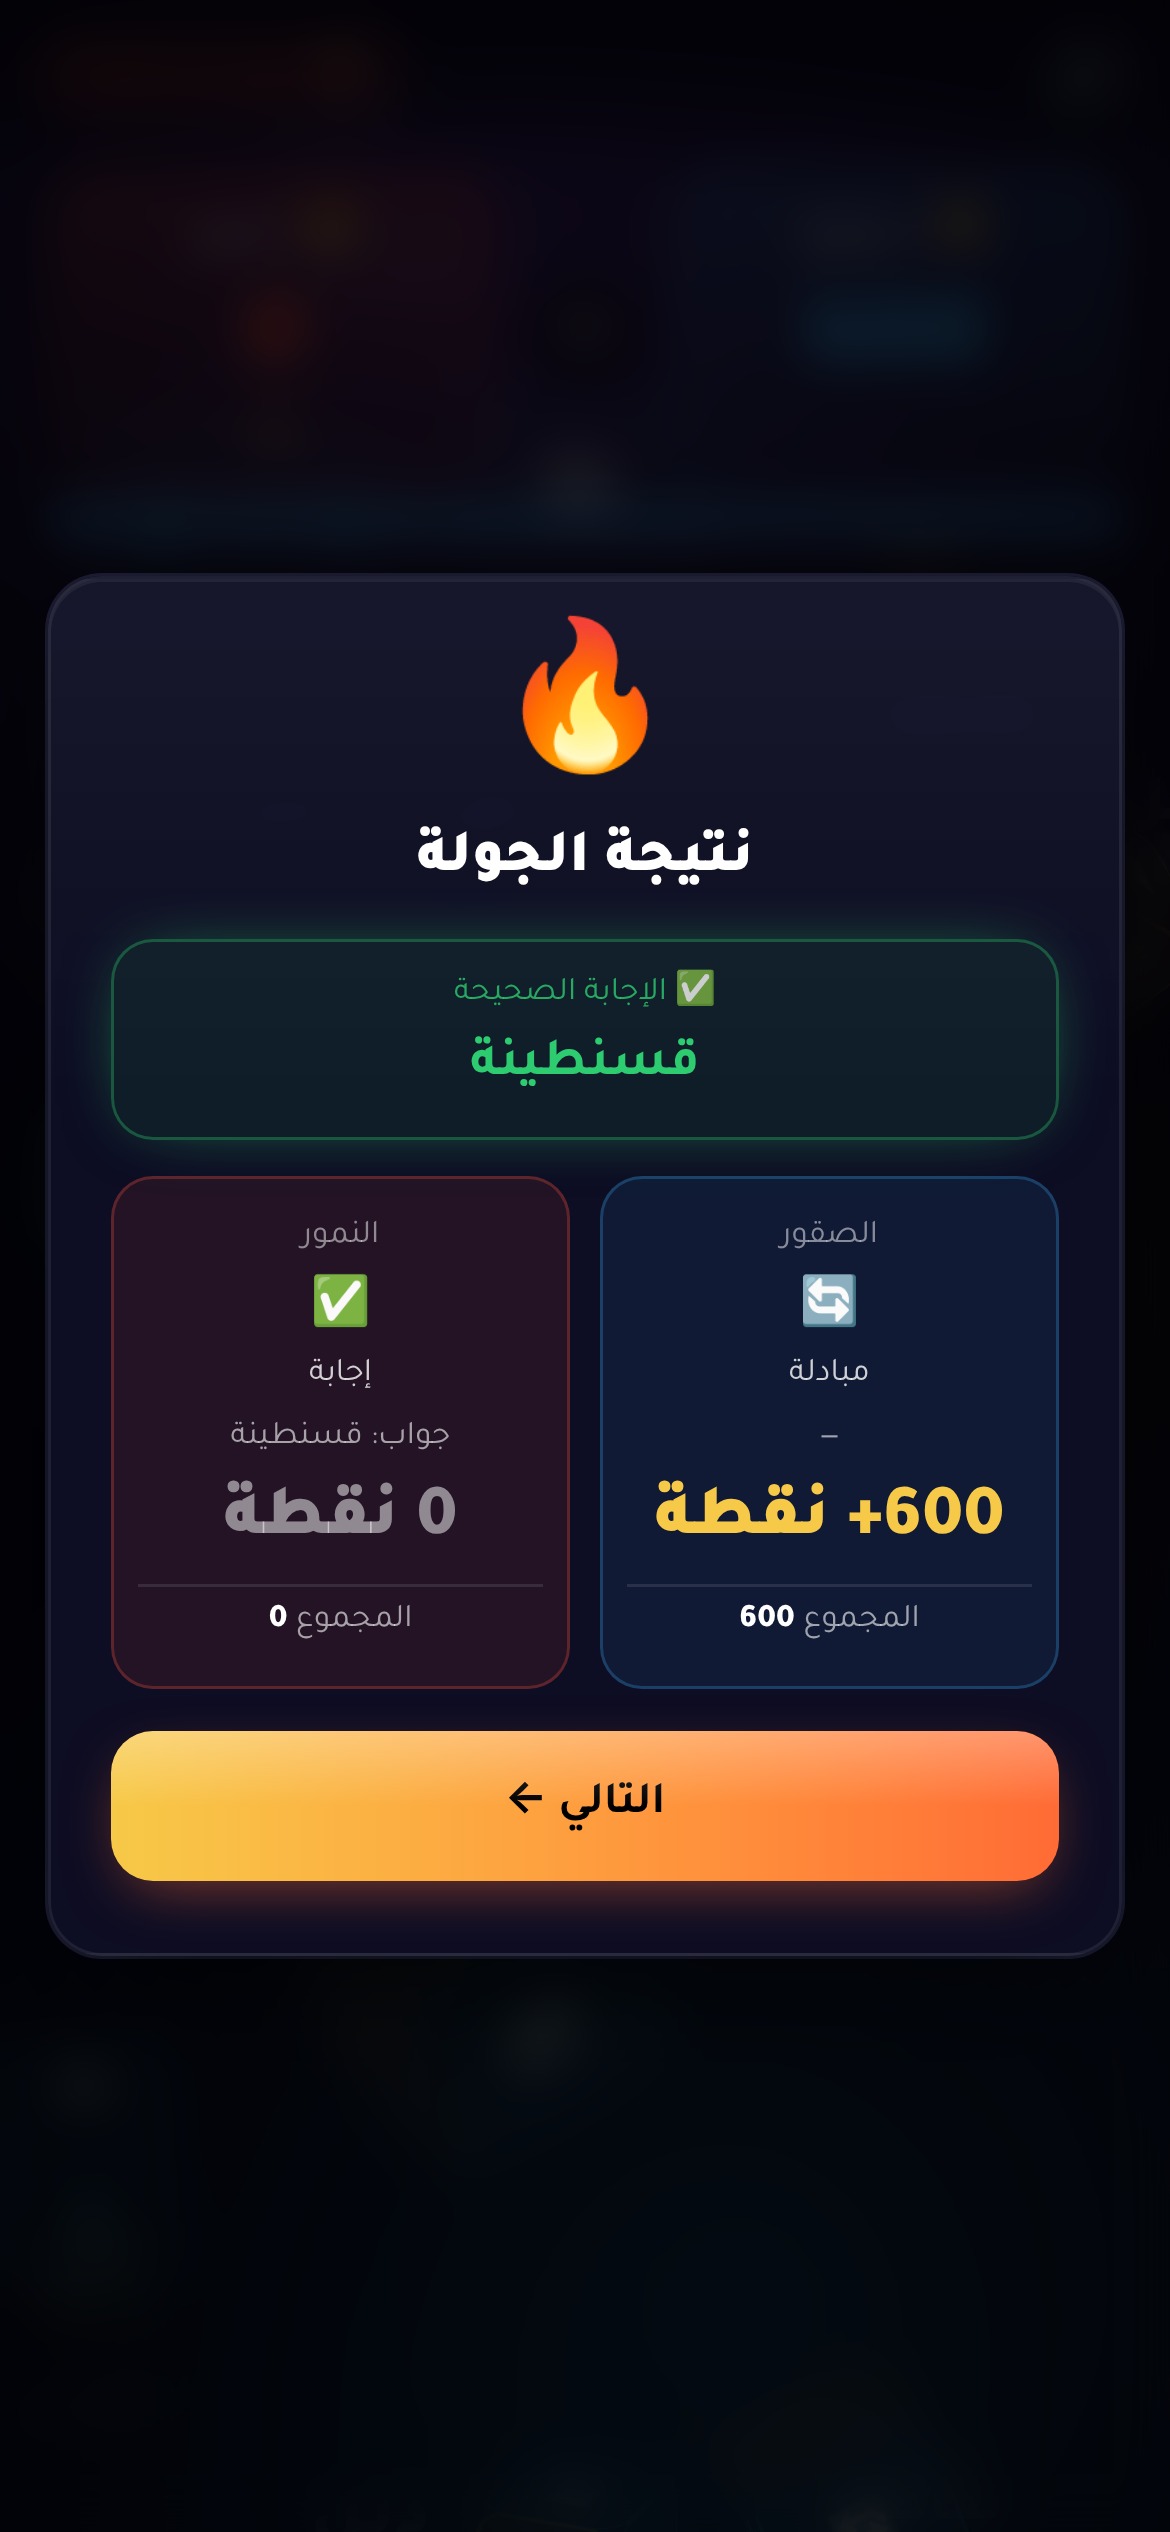 نتيجة الجولة
✅ الإجابة الصحيحة
قسنطينة
الصقور
🔄
مبادلة
—
+600 نقطة
المجموع 600
النمور
✅
إجابة
جواب: قسنطينة
0 نقطة
المجموع 0
التالي ←